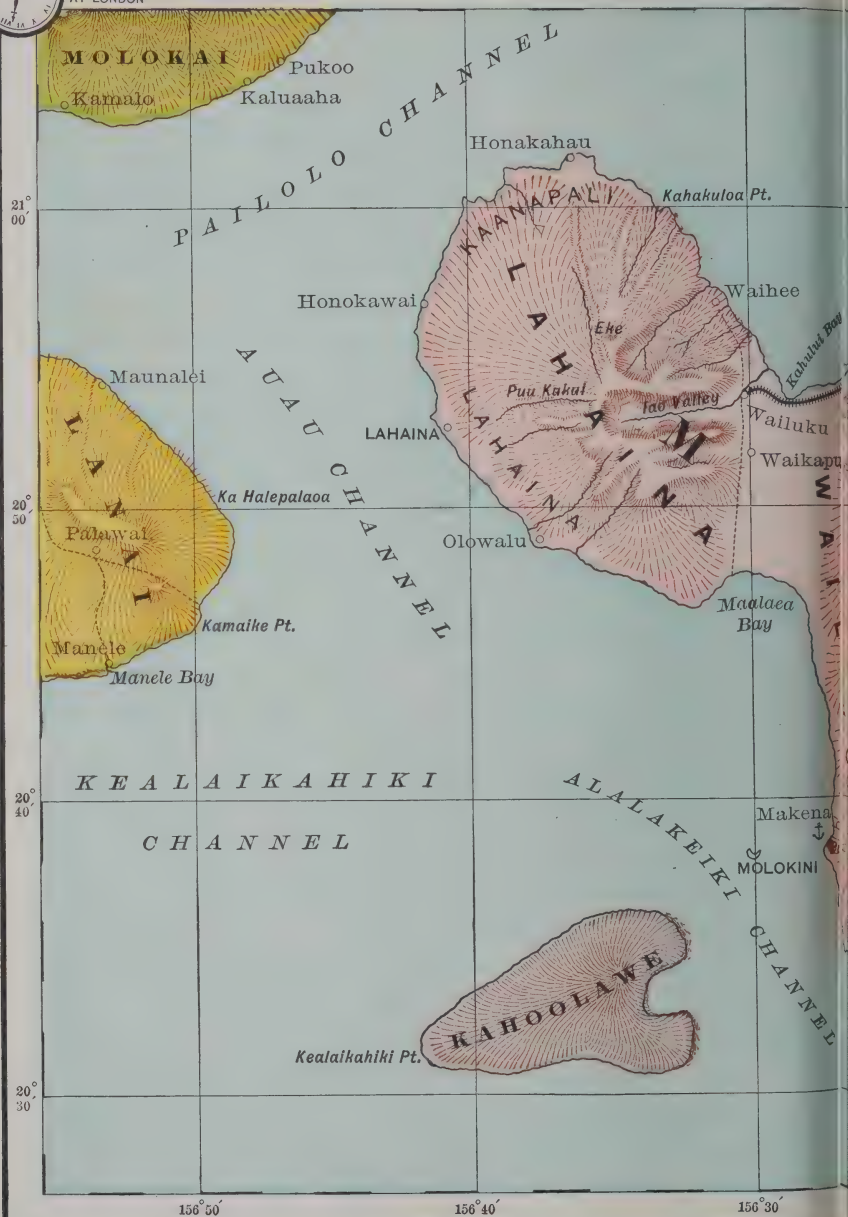 AT LONDON
MOLOKAI
Pukoo
Kamalo
Kaluaaha
PAILOLO CHANNEL
Honakahau
21° 00'
KAANAPALI
Kahakuloa Pt.
LAHAINA
Honokawai
Waihee
Eke
Kahului Bay
AUAU CHANNEL
Maunalei
Puu Kukui
Iao Valley
LAHAINA
LAHAINA
M
Wailuku
Waikapu
WAI
LANAI
Ka Halepalaoa
20° 50'
Palawai
Olowalu
Kamaike Pt.
Maalaea
Bay
Manele
Manele Bay
KEALAIKAHIKI
CHANNEL
20° 40'
ALALAKEIKI CHANNEL
Makena
MOLOKINI
KAHOOLAWE
Kealaikahiki Pt.
20° 30'
156°50'
156°40'
156°30'